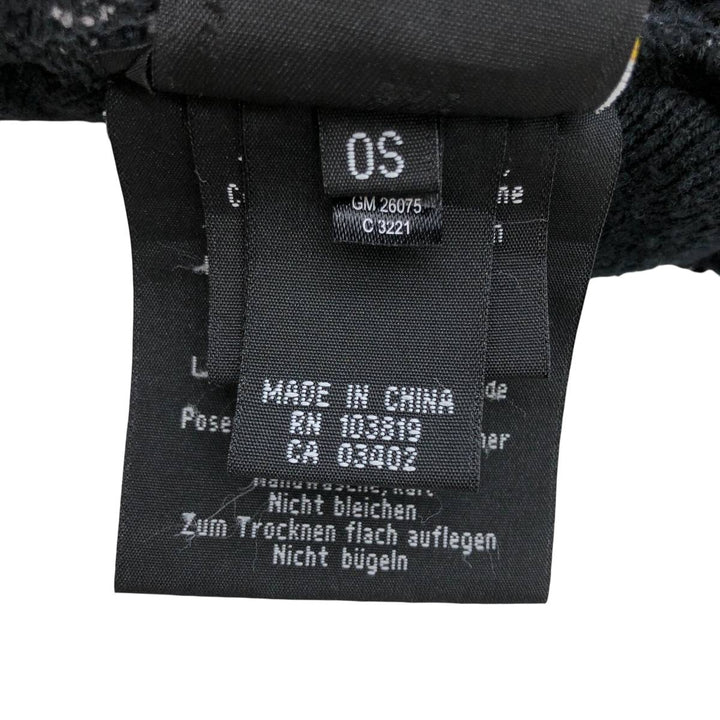 OS
GM 26075
C 3221
MADE IN CHINA
RN 103819
CA 03402
Nicht bleichen
Zum Trocknen flach auflegen
Nicht bügeln